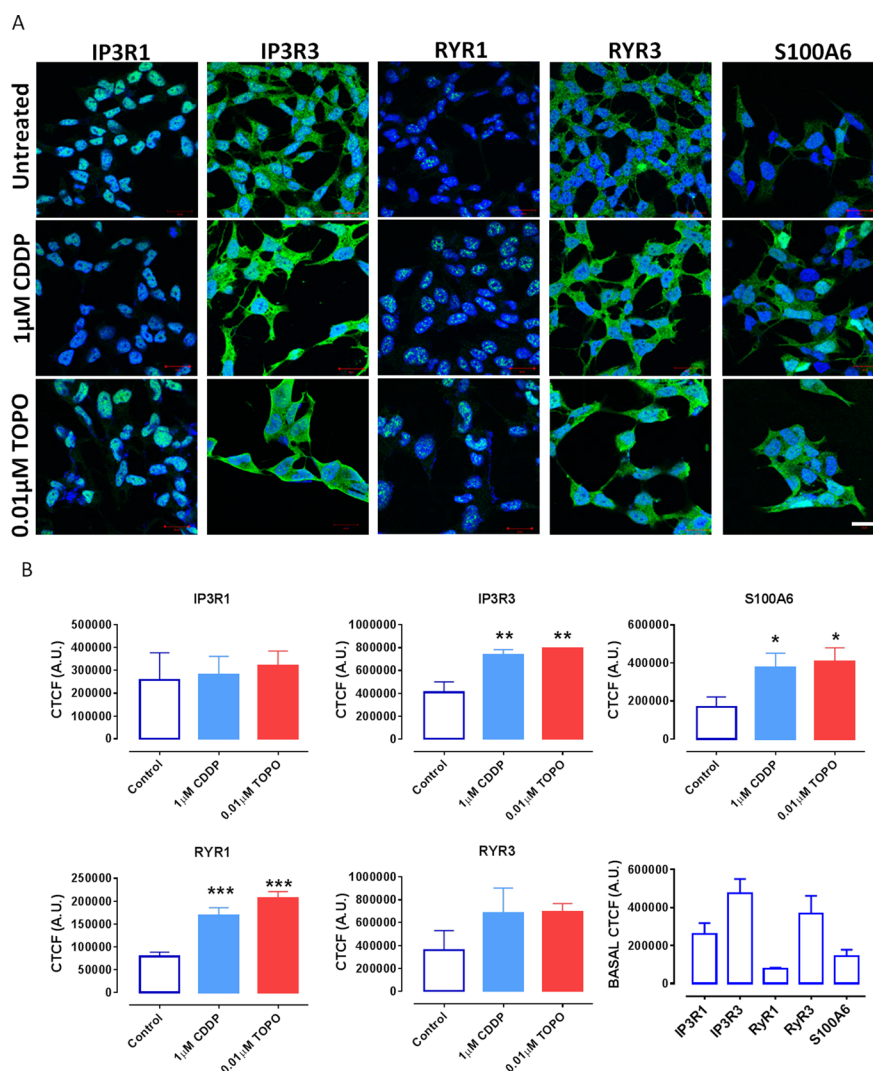 A
IP3R1 IP3R3 RYR1 RYR3 S100A6
Untreated
1µM CDDP
0.01µM TOPO
B
IP3R1
CTCF (A.U.)
500000
400000
300000
200000
100000
0
Control
1µM CDDP
0.01µM TOPO
IP3R3
CTCF (A.U.)
1000000
800000
600000
400000
200000
0
**
**
Control
1µM CDDP
0.01µM TOPO
S100A6
CTCF (A.U.)
600000
400000
200000
0
*
*
Control
1µM CDDP
0.01µM TOPO
RYR1
CTCF (A.U.)
250000
200000
150000
100000
50000
0
***
***
Control
1µM CDDP
0.01µM TOPO
RYR3
CTCF (A.U.)
1000000
800000
600000
400000
200000
0
Control
1µM CDDP
0.01µM TOPO
BASAL CTCF (A.U.)
600000
400000
200000
0
IP3R1
IP3R3
RyR1
RyR3
S100A6